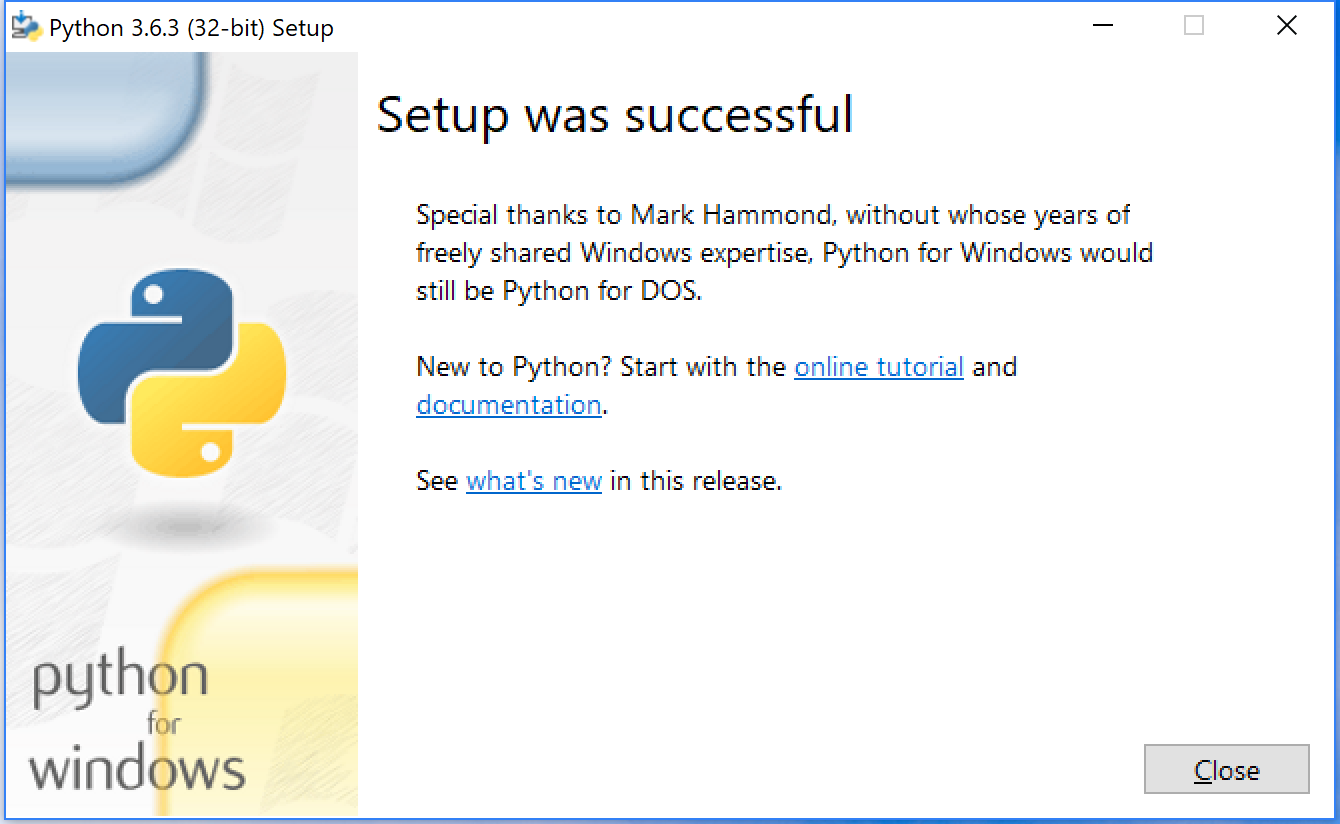 Python 3.6.3 (32-bit) Setup
Setup was successful
Special thanks to Mark Hammond, without whose years of
freely shared Windows expertise, Python for Windows would
still be Python for DOS.
New to Python? Start with the online tutorial and
documentation.
See what's new in this release.
python
for
windows
Close